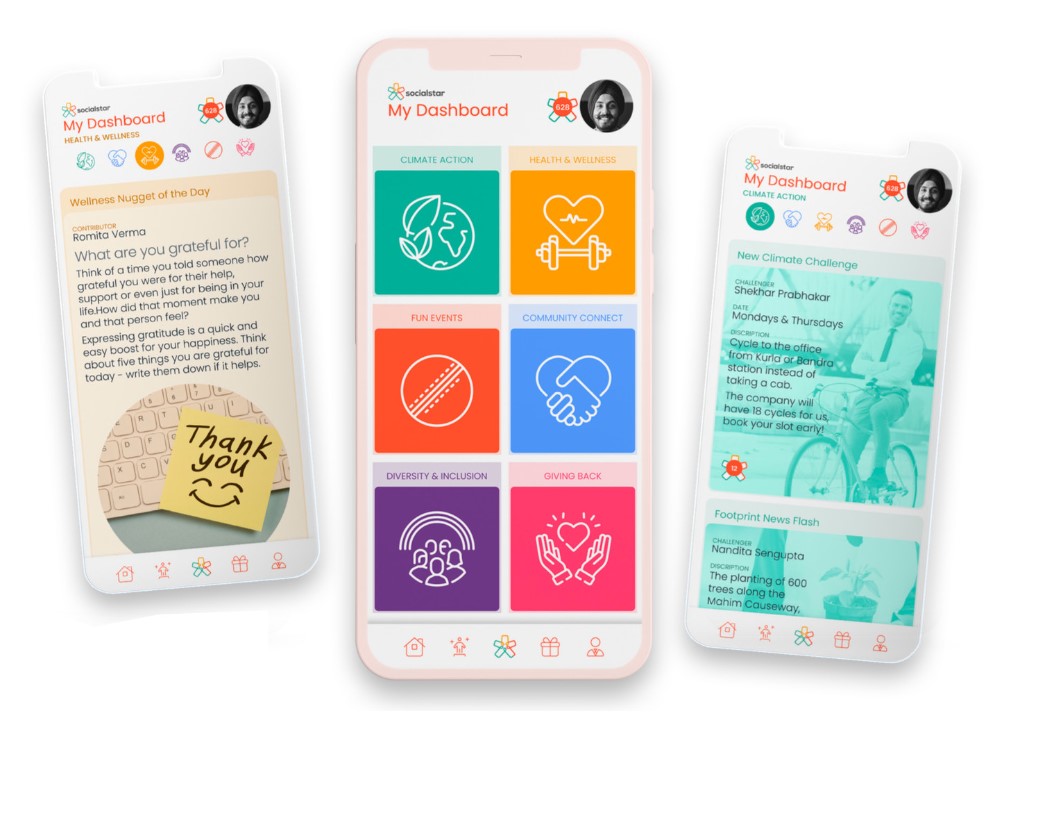 socialstar
My Dashboard
628
HEALTH & WELLNESS
Wellness Nugget of the Day
CONTRIBUTOR
Romita Verma
What are you grateful for?
Think of a time you told someone how
grateful you were for their help,
support or even just for being in your
life.How did that moment make you
and that person feel?
Expressing gratitude is a quick and
easy boost for your happiness. Think
about five things you are grateful for
today - write them down if it helps.
Thank
you
socialstar
My Dashboard
628
CLIMATE ACTION
HEALTH & WELLNESS
FUN EVENTS
COMMUNITY CONNECT
DIVERSITY & INCLUSION
GIVING BACK
socialstar
My Dashboard
628
CLIMATE ACTION
New Climate Challenge
CHALLENGER
Shekhar Prabhakar
DATE
Mondays & Thursdays
DISCRIPTION
Cycle to the office
from Kurla or Bandra
station instead of
taking a cab.
The company will
have 18 cycles for us,
book your slot early!
12
Footprint News Flash
CHALLENGER
Nandita Sengupta
DISCRIPTION
The planting of 600
trees along the
Mahim Causeway,